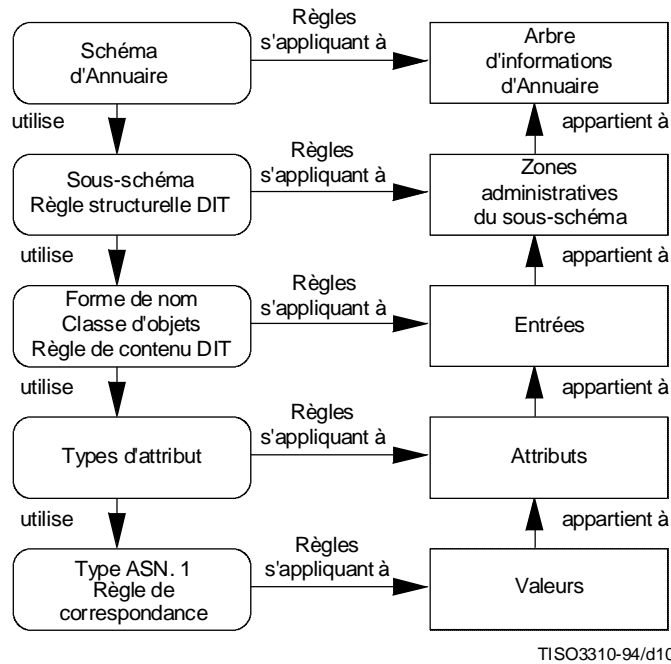 Schéma
d'Annuaire
Règles
s'appliquant à
Arbre
d'informations
d'Annuaire
utilise
appartient à
Sous-schéma
Règle structurelle DIT
Règles
s'appliquant à
Zones
administratives
du sous-schéma
utilise
appartient à
Forme de nom
Classe d'objets
Règle de contenu DIT
Règles
s'appliquant à
Entrées
utilise
appartient à
Types d'attribut
Règles
s'appliquant à
Attributs
utilise
appartient à
Type ASN. 1
Règle de
correspondance
Règles
s'appliquant à
Valeurs
TISO3310-94/d10